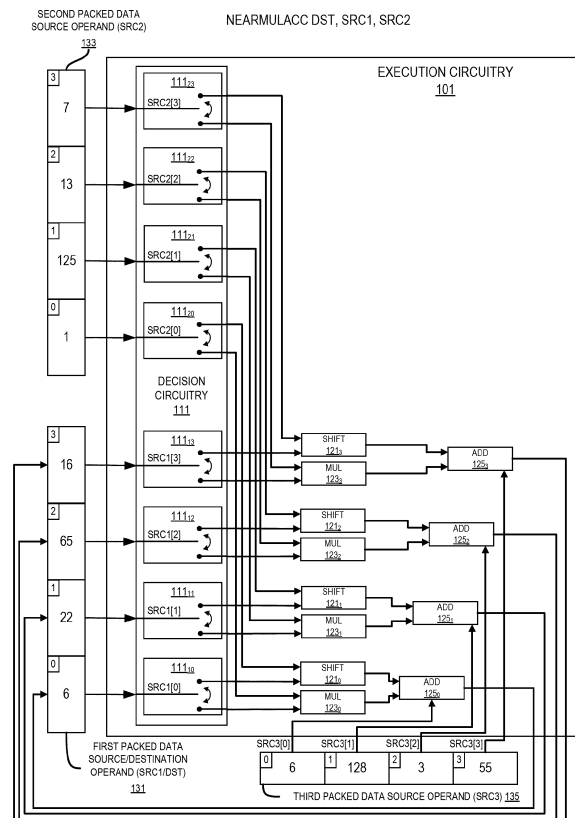 SECOND PACKED DATA
SOURCE OPERAND (SRC2)
133
NEARMULACC DST, SRC1, SRC2
EXECUTION CIRCUITRY
101
3
7
2
13
1
125
0
1
111₂₃
SRC2[3]
111₂₂
SRC2[2]
111₂₁
SRC2[1]
111₂₀
SRC2[0]
DECISION
CIRCUITRY
111
3
16
2
65
1
22
0
6
111₁₃
SRC1[3]
111₁₂
SRC1[2]
111₁₁
SRC1[1]
111₁₀
SRC1[0]
SHIFT
121₃
MUL
123₃
ADD
125₃
SHIFT
121₂
MUL
123₂
ADD
125₂
SHIFT
121₁
MUL
123₁
ADD
125₁
SHIFT
121₀
MUL
123₀
ADD
125₀
FIRST PACKED DATA
SOURCE/DESTINATION
OPERAND (SRC1/DST)
131
SRC3[0] SRC3[1] SRC3[2] SRC3[3]
0 6 1 128 2 3 3 55
THIRD PACKED DATA SOURCE OPERAND (SRC3) 135